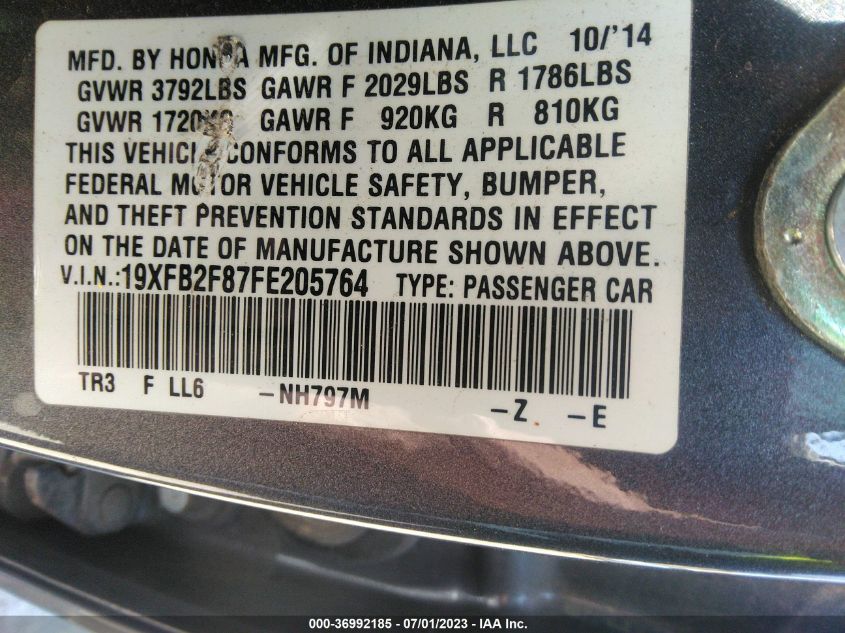 MFD. BY HONDA MFG. OF INDIANA, LLC 10/'14
GVWR 3792LBS GAWR F 2029LBS R 1786LBS
GVWR 1720KG GAWR F 920KG R 810KG
THIS VEHICLE CONFORMS TO ALL APPLICABLE
FEDERAL MOTOR VEHICLE SAFETY, BUMPER,
AND THEFT PREVENTION STANDARDS IN EFFECT
ON THE DATE OF MANUFACTURE SHOWN ABOVE.
V.I.N.:19XFB2F87FE205764 TYPE: PASSENGER CAR
TR3 F LL6 -NH797M -Z -E
000-36992185 - 07/01/2023 - IAA Inc.